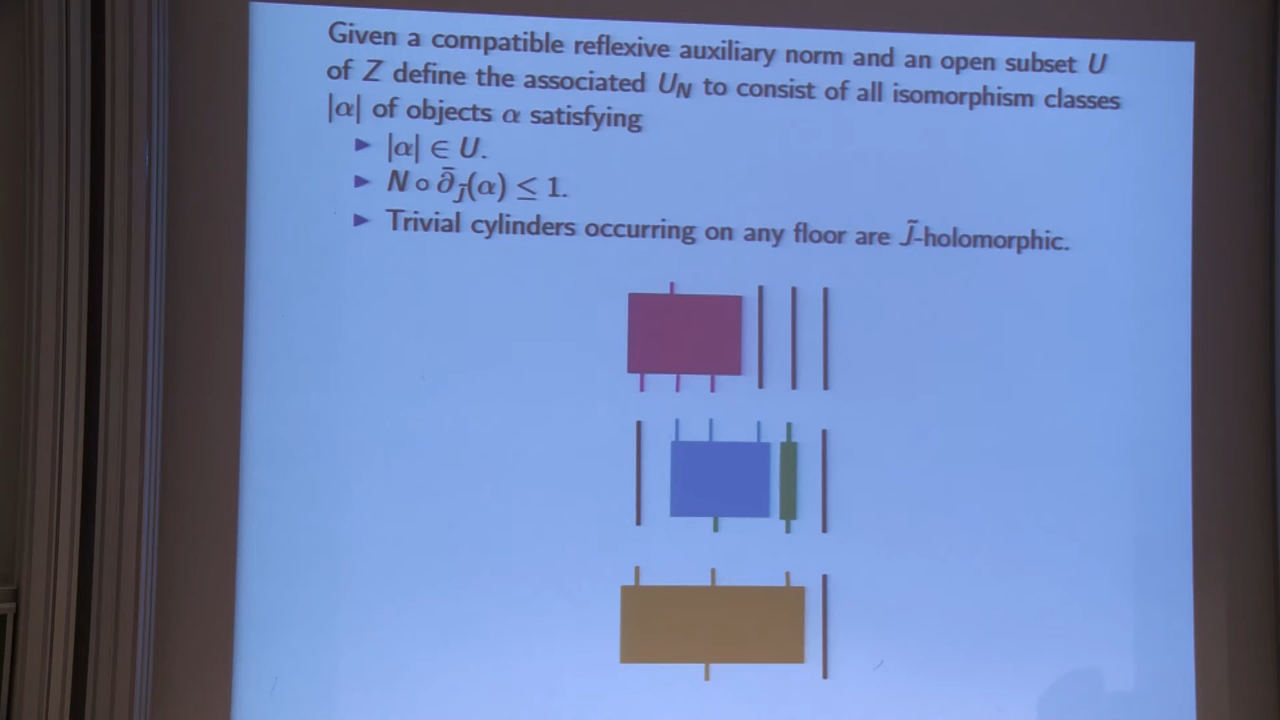 Given a compatible reflexive auxiliary norm and an open subset U
of Z define the associated U_N to consist of all isomorphism classes
|α| of objects α satisfying
▶ |α| ∈ U.
▶ N ∘ ∂̄_J̃(α) ≤ 1.
▶ Trivial cylinders occurring on any floor are J̃-holomorphic.